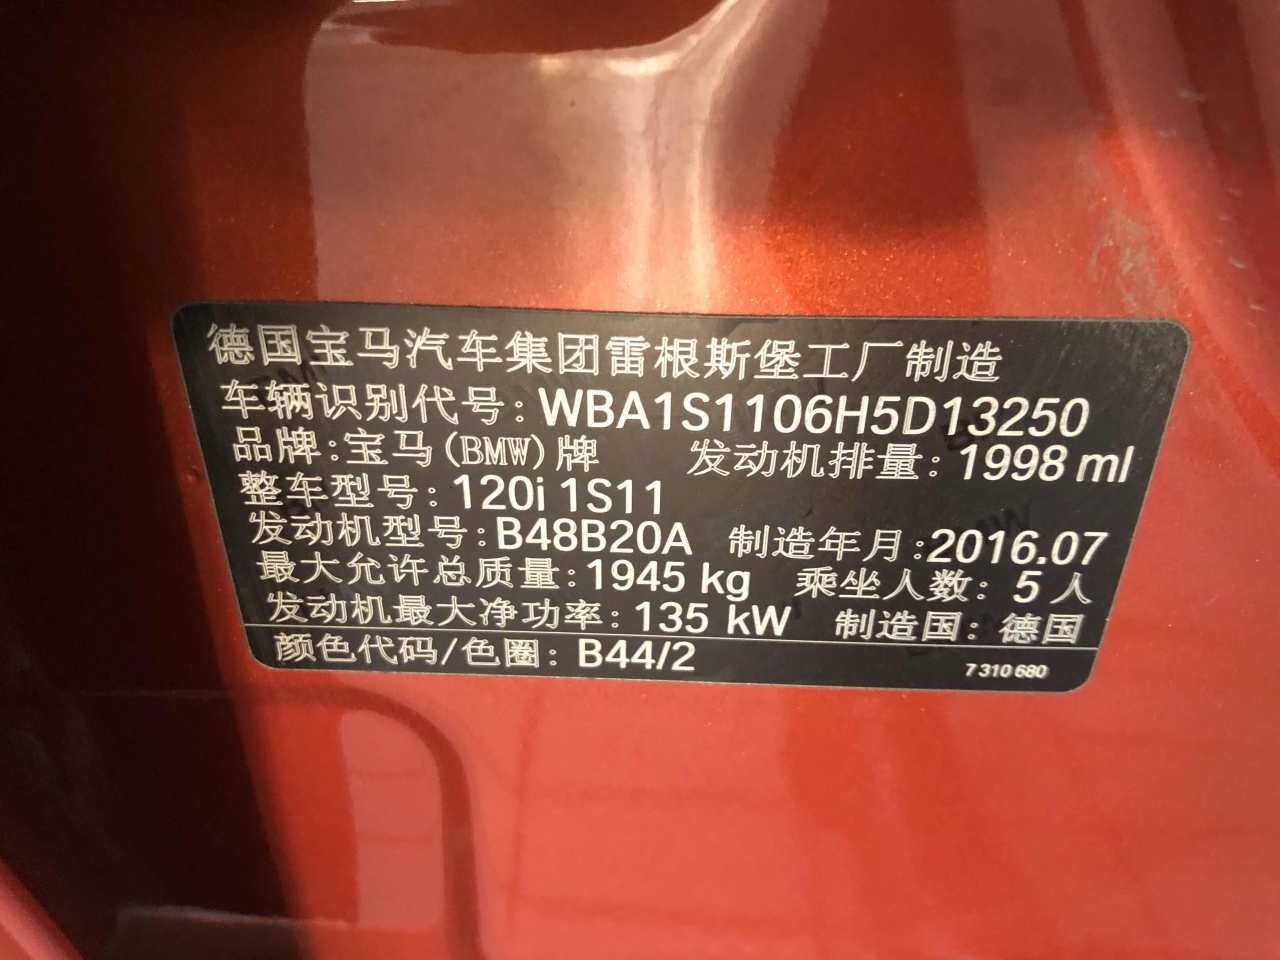 德国宝马汽车集团雷根斯堡工厂制造
车辆识别代号: WBA1S1106H5D13250
品牌:宝马(BMW)牌 发动机排量: 1998 ml
整车型号: 120i 1S11
发动机型号: B48B20A 制造年月:2016.07
最大允许总质量: 1945 kg 乘坐人数: 5 人
发动机最大净功率: 135 kW 制造国: 德国
颜色代码/色圈: B44/2 7 310 680